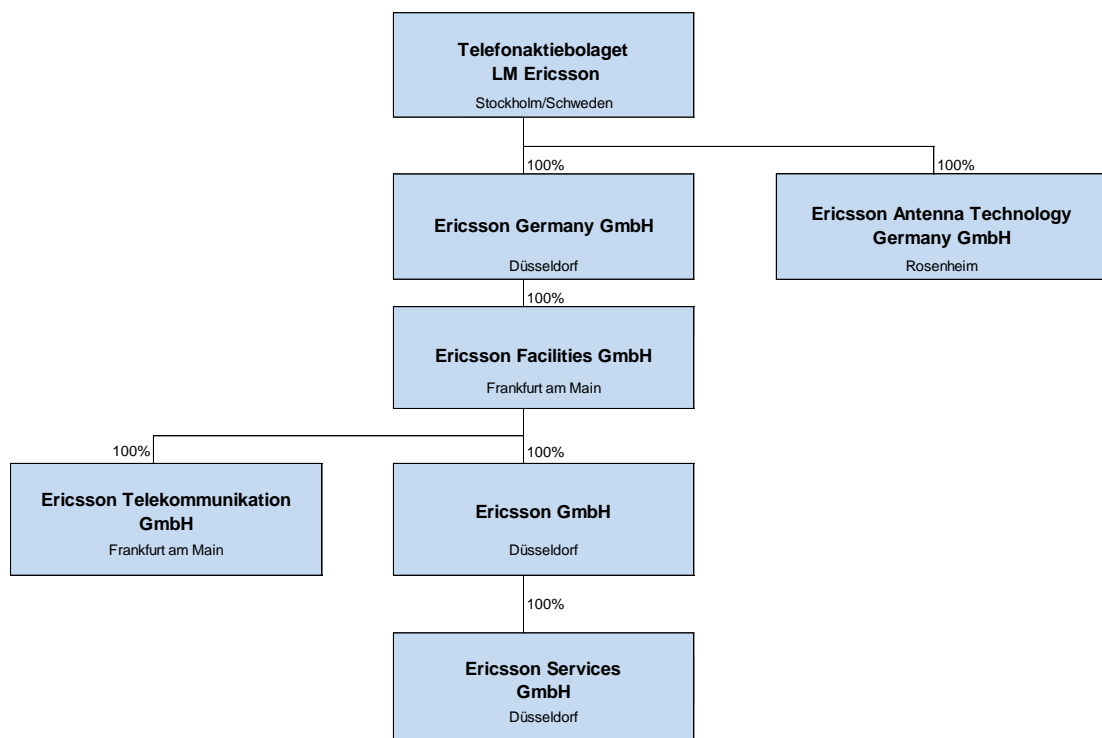 Telefonaktiebolaget
LM Ericsson
Stockholm/Schweden
100%
100%
Ericsson Germany GmbH
Düsseldorf
Ericsson Antenna Technology
Germany GmbH
Rosenheim
100%
Ericsson Facilities GmbH
Frankfurt am Main
100%
100%
Ericsson Telekommunikation
GmbH
Frankfurt am Main
Ericsson GmbH
Düsseldorf
100%
Ericsson Services
GmbH
Düsseldorf